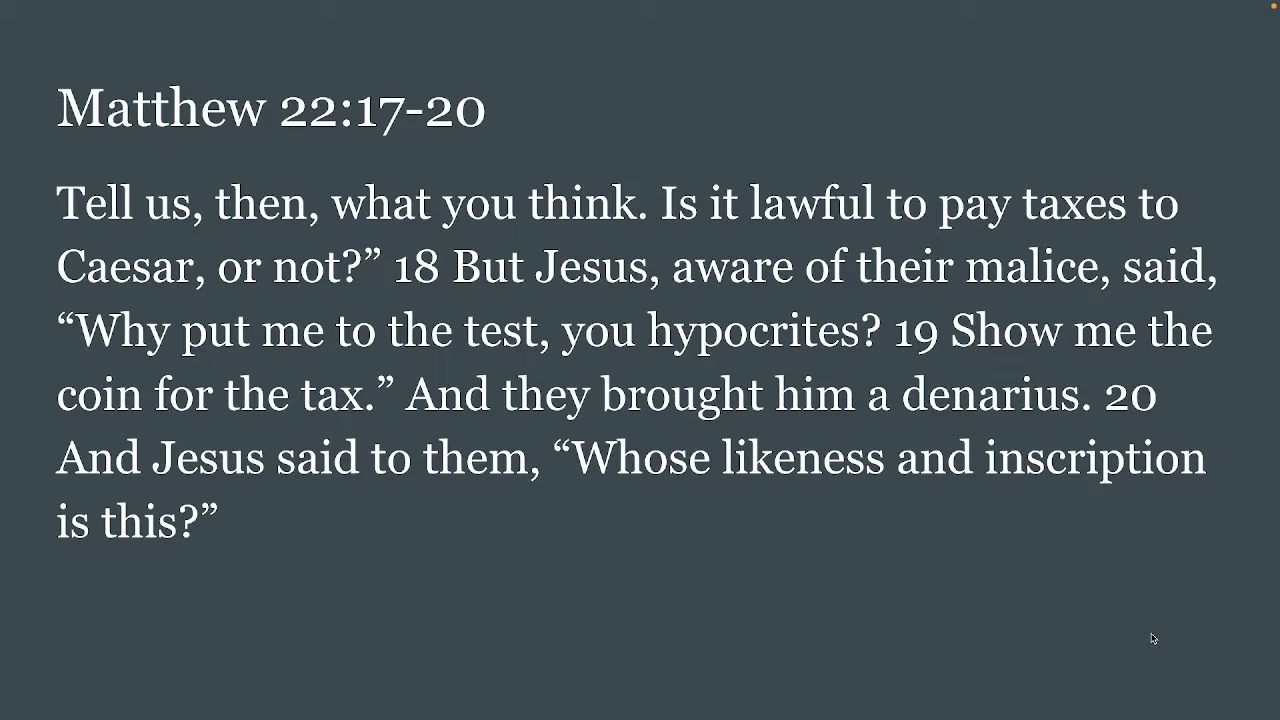 Matthew 22:17-20
Tell us, then, what you think. Is it lawful to pay taxes to
Caesar, or not?” 18 But Jesus, aware of their malice, said,
“Why put me to the test, you hypocrites? 19 Show me the
coin for the tax.” And they brought him a denarius. 20
And Jesus said to them, “Whose likeness and inscription
is this?”